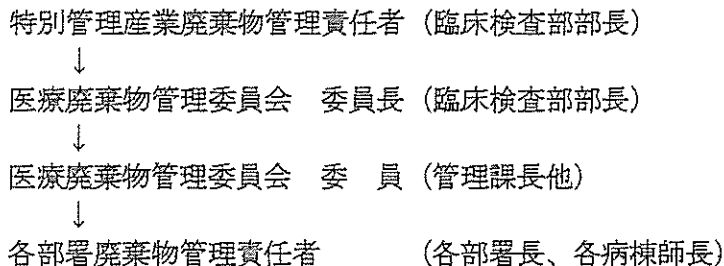 特別管理産業廃棄物管理責任者（臨床検査部部長）
↓
医療廃棄物管理委員会　委員長（臨床検査部部長）
↓
医療廃棄物管理委員会　委　員（管理課長他）
↓
各部署廃棄物管理責任者　　　（各部署長、各病棟師長）